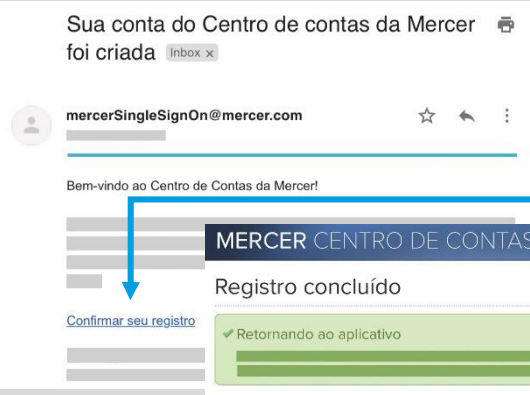 Sua conta do Centro de contas da Mercer
foi criada Inbox x
mercerSingleSignOn@mercer.com
Bem-vindo ao Centro de Contas da Mercer!
MERCER CENTRO DE CONTAS
Registro concluído
Confirmar seu registro
Retornando ao aplicativo